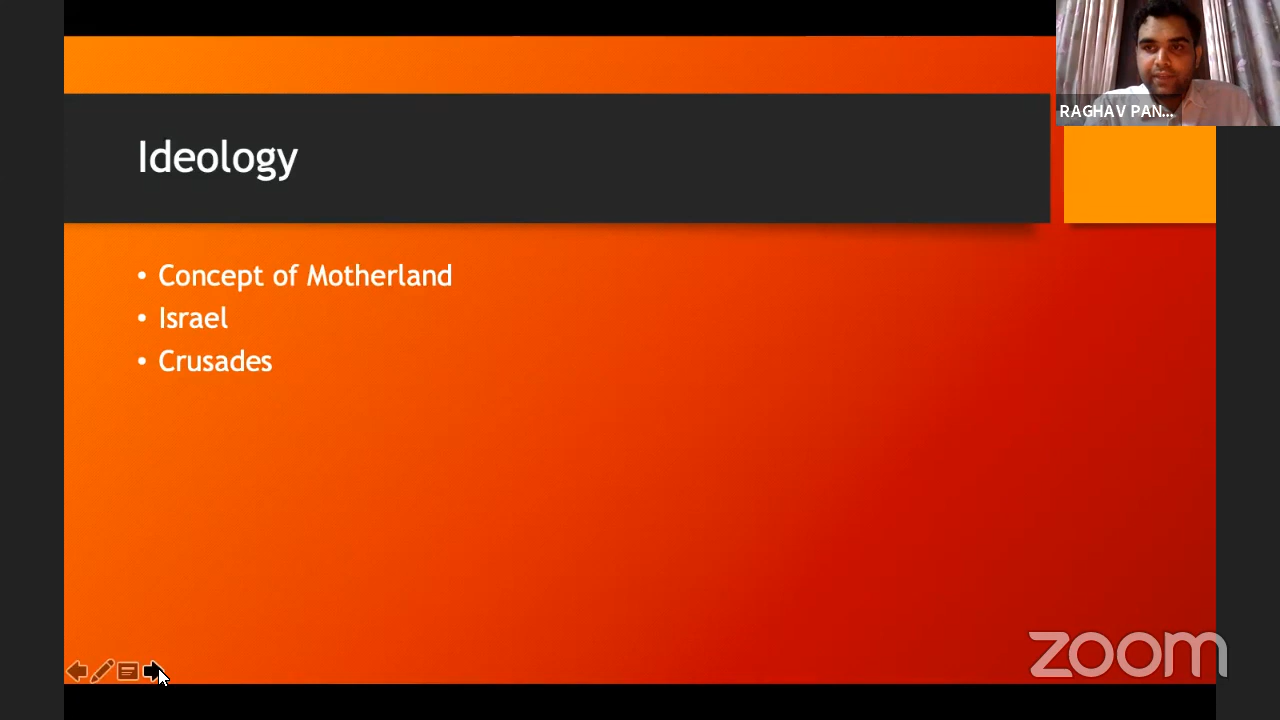 RAGHAV PAN...
Ideology
• Concept of Motherland
• Israel
• Crusades
zoom